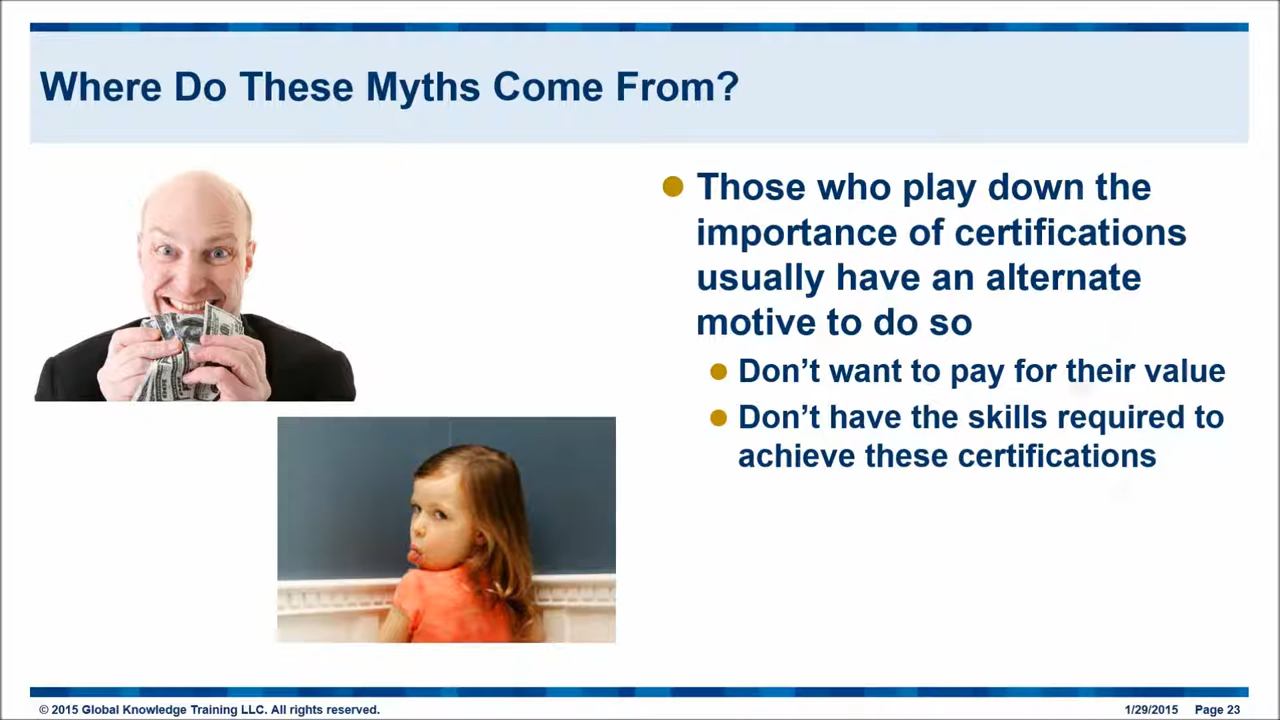 Where Do These Myths Come From?
Those who play down the
importance of certifications
usually have an alternate
motive to do so
Don’t want to pay for their value
Don’t have the skills required to
achieve these certifications
© 2015 Global Knowledge Training LLC. All rights reserved.
1/29/2015 Page 23